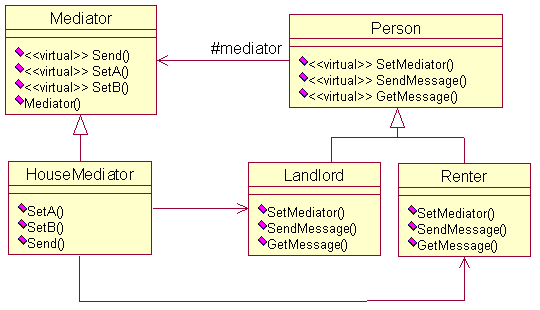 Mediator
<<virtual>> Send()
<<virtual>> SetA()
<<virtual>> SetB()
Mediator()
#mediator
Person
<<virtual>> SetMediator()
<<virtual>> SendMessage()
<<virtual>> GetMessage()
HouseMediator
SetA()
SetB()
Send()
Landlord
SetMediator()
SendMessage()
GetMessage()
Renter
SetMediator()
SendMessage()
GetMessage()